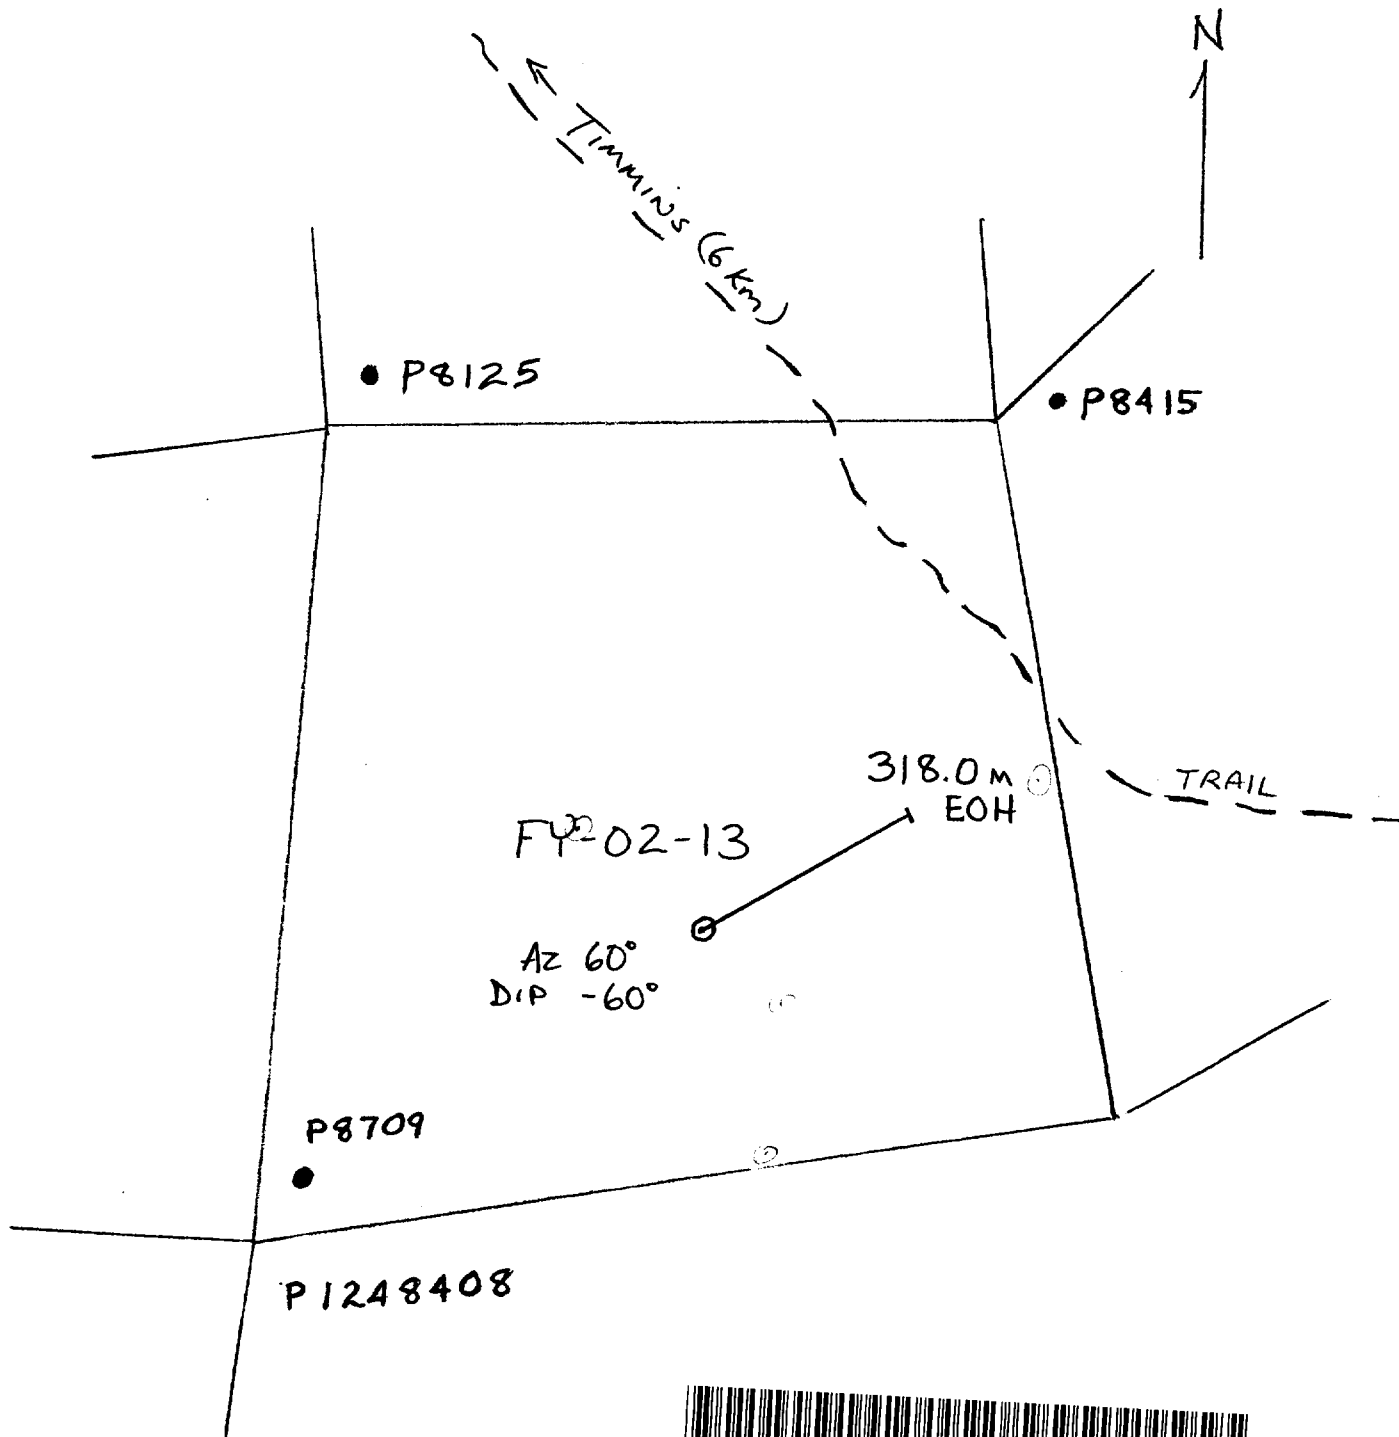 N
← TIMMINS (6 Km)
P8125
P8415
318.0 m
EOH
TRAIL
FY-02-13
Az 60°
DIP -60°
P8709
P1248408